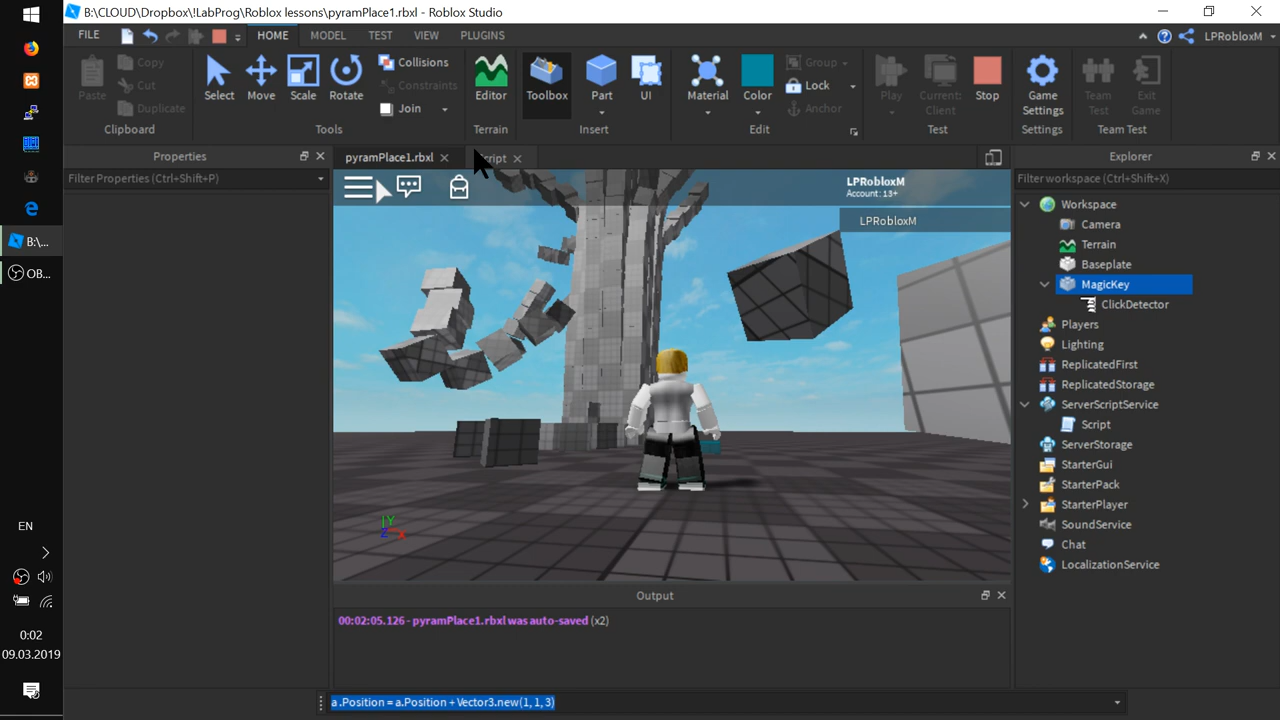 B:\CLOUD\Dropbox\!LabProg\Roblox lessons\pyramPlace1.rbxl - Roblox Studio
FILE HOME MODEL TEST VIEW PLUGINS LPRobloxM
Paste Copy Cut Duplicate
Clipboard
Select Move Scale Rotate Collisions Constraints Join
Tools
Editor
Terrain
Toolbox Part UI
Insert
Material Color Group Lock Anchor
Edit
Play Current: Client Stop
Test
Game Settings
Settings
Team Test Exit Game
Team Test
Properties
Filter Properties (Ctrl+Shift+P)
pyramPlace1.rbxl
LPRobloxM
Account: 13+
LPRobloxM
Y
Z
X
Explorer
Filter workspace (Ctrl+Shift+X)
Workspace
Camera
Terrain
Baseplate
MagicKey
ClickDetector
Players
Lighting
ReplicatedFirst
ReplicatedStorage
ServerScriptService
Script
ServerStorage
StarterGui
StarterPack
StarterPlayer
SoundService
Chat
LocalizationService
Output
00:02:05.126 - pyramPlace1.rbxl was auto-saved (x2)
a .Position = a.Position + Vector3.new(1, 1, 3)
B:\...
OB...
EN
0:02
09.03.2019